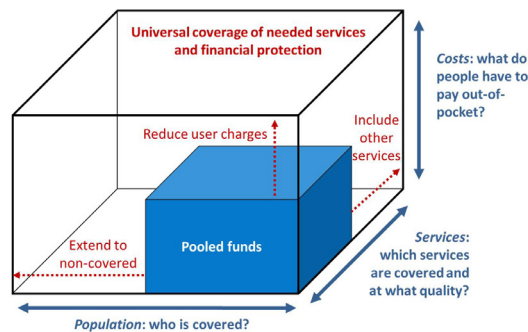 Universal coverage of needed services
and financial protection
Costs: what do
people have to
pay out-of-
pocket?
Reduce user charges
Include
other
services
Extend to
non-covered
Pooled funds
Services:
which services
are covered and
at what quality?
Population: who is covered?